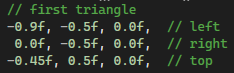 // first triangle
-0.9f, -0.5f, 0.0f,  // left
 0.0f, -0.5f, 0.0f,  // right
-0.45f, 0.5f, 0.0f,  // top